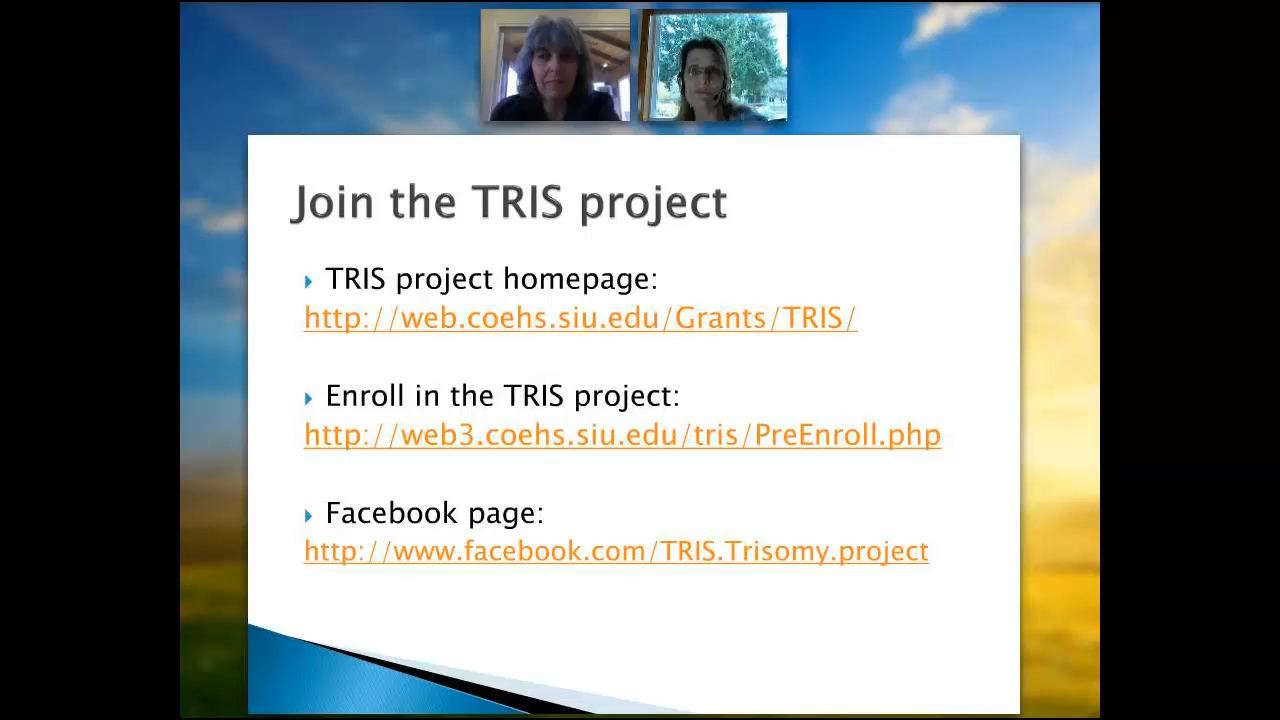 Join the TRIS project
TRIS project homepage:
http://web.coehs.siu.edu/Grants/TRIS/
Enroll in the TRIS project:
http://web3.coehs.siu.edu/tris/PreEnroll.php
Facebook page:
http://www.facebook.com/TRIS.Trisomy.project